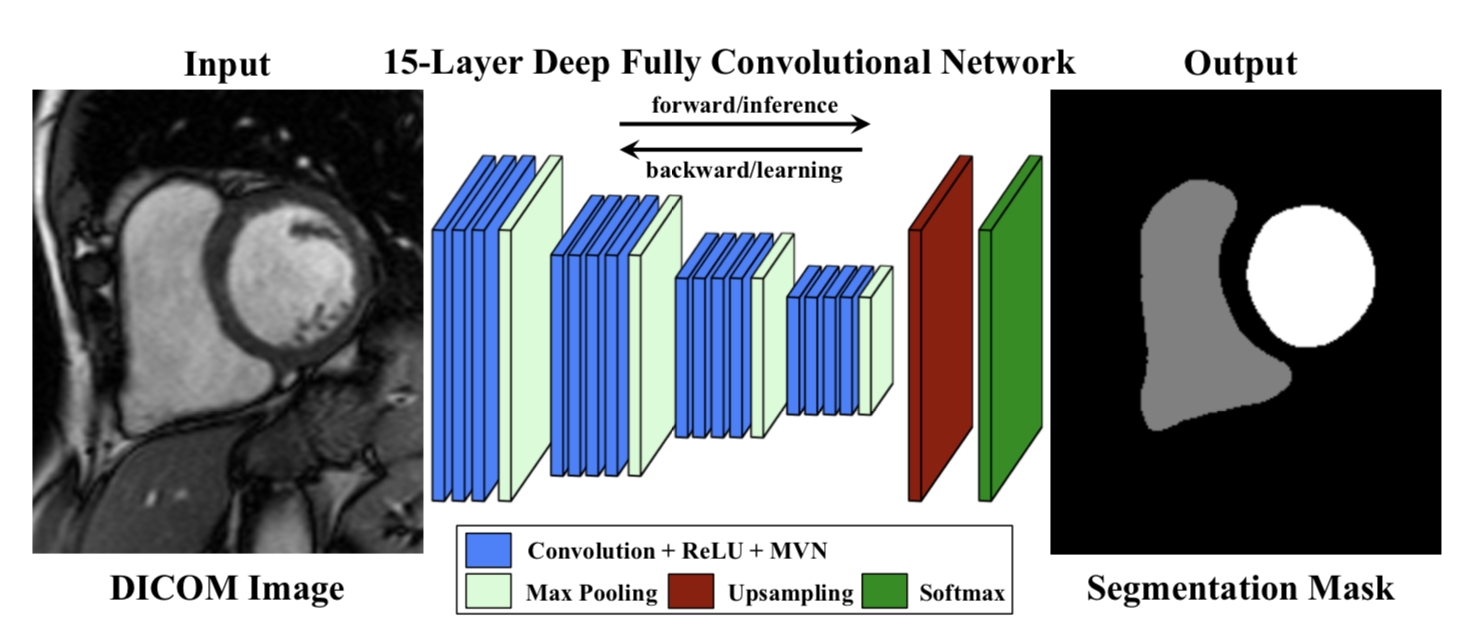 Input
15-Layer Deep Fully Convolutional Network
Output
forward/inference
backward/learning
Convolution + ReLU + MVN
Max Pooling
Upsampling
Softmax
DICOM Image
Segmentation Mask